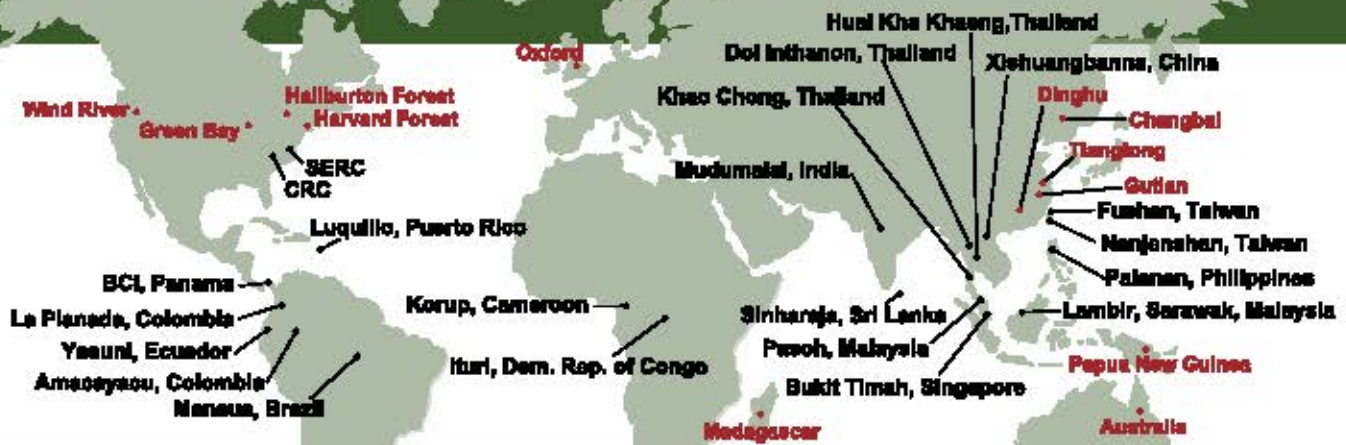 Huai Kha Khaeng, Thailand
Doi Inthanon, Thailand
Oxford
Xishuangbanna, China
Khao Chong, Thailand
Haliburton Forest
Dinghu
Wind River
Harvard Forest
Changbai
Green Bay
Tiangtong
SERC
Mudumalai, India
CRC
Gutian
Fushan, Taiwan
Luquillo, Puerto Rico
Nanjenshan, Taiwan
BCI, Panama
Palanan, Philippines
Korup, Cameroon
La Planada, Colombia
Sinharaja, Sri Lanka
Lambir, Sarawak, Malaysia
Yasuni, Ecuador
Pasoh, Malaysia
Ituri, Dem. Rep. of Congo
Papua New Guinea
Amacayacu, Colombia
Bukit Timah, Singapore
Manaus, Brazil
Madagascar
Australia